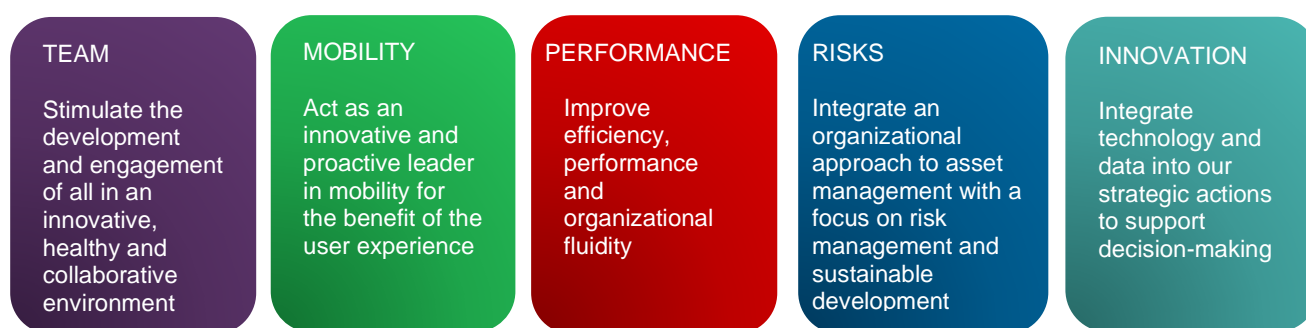 TEAM
Stimulate the
development
and engagement
of all in an
innovative,
healthy and
collaborative
environment
MOBILITY
Act as an
innovative and
proactive leader
in mobility for
the benefit of the
user experience
PERFORMANCE
Improve
efficiency,
performance
and
organizational
fluidity
RISKS
Integrate an
organizational
approach to asset
management with a
focus on risk
management and
sustainable
development
INNOVATION
Integrate
technology and
data into our
strategic actions
to support
decision-making